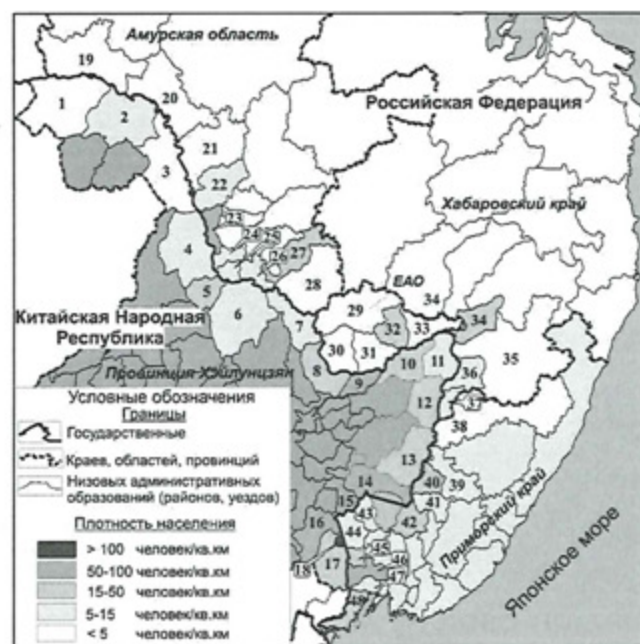 Амурская область
19
1
2
20
Российская Федерация
21
3
22
Хабаровский край
23
24
25
26
27
4
28
5
ЕАО
34
29
6
Китайская Народная
Республика
7
32
33
34
35
30
31
Провинция Хэйлунцзян
8
9
10
11
36
12
37
38
13
14
40
39
41
15
43
42
16
44
45
46
17
18
47
48
Приморский край
Японское море
Условные обозначения
Границы
Государственные
Краев, областей, провинций
Низовых административных
образований (районов, уездов)
Плотность населения
> 100 человек/кв.км
50-100 человек/кв.км
15-50 человек/кв.км
5-15 человек/кв.км
< 5 человек/кв.км